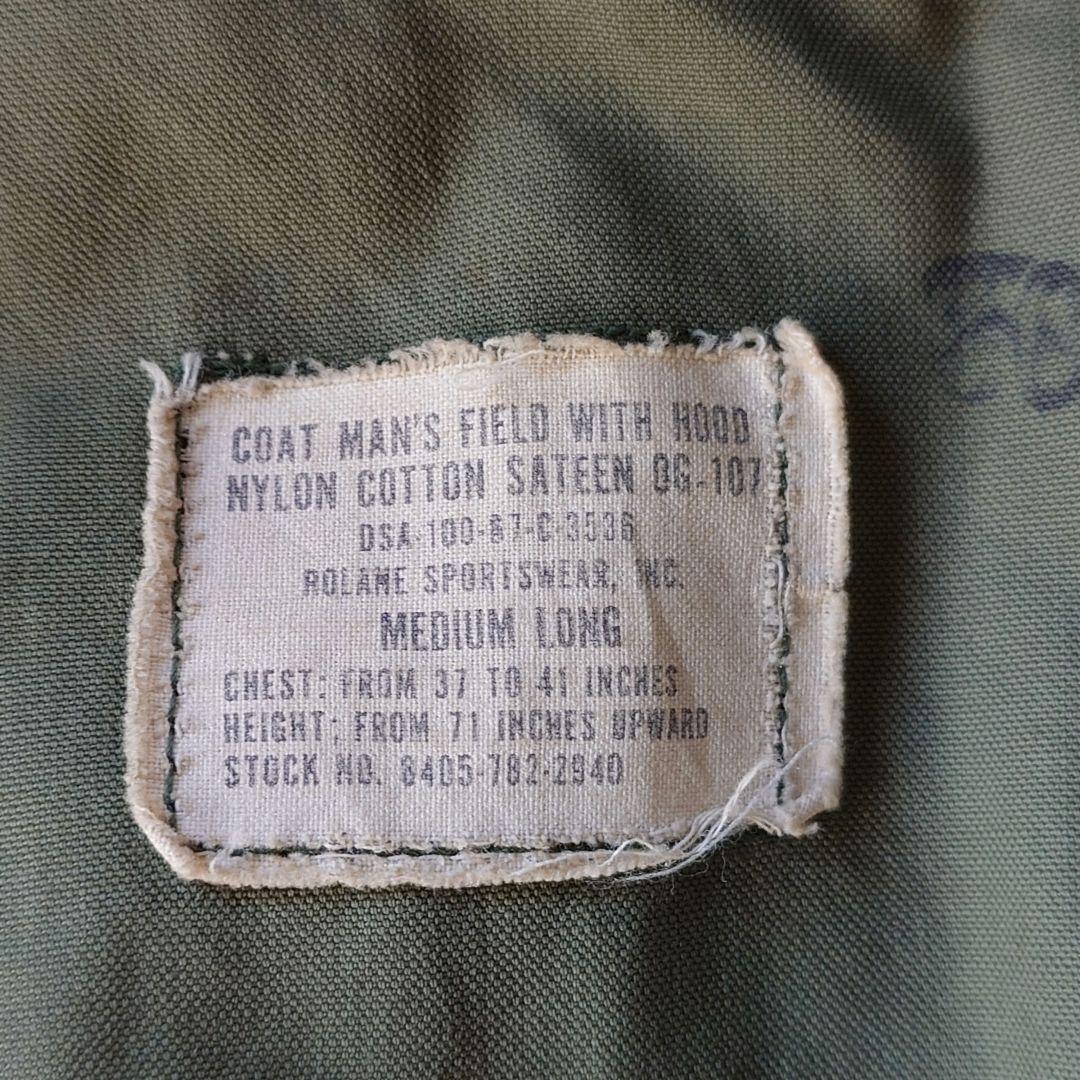 COAT MAN'S FIELD WITH HOOD
NYLON COTTON SATEEN OG-107
DSA-100-67-C-3536
ROLANE SPORTSWEAR, INC.
MEDIUM LONG
CHEST: FROM 37 TO 41 INCHES
HEIGHT: FROM 71 INCHES UPWARD
STOCK NO. 8405-782-2940